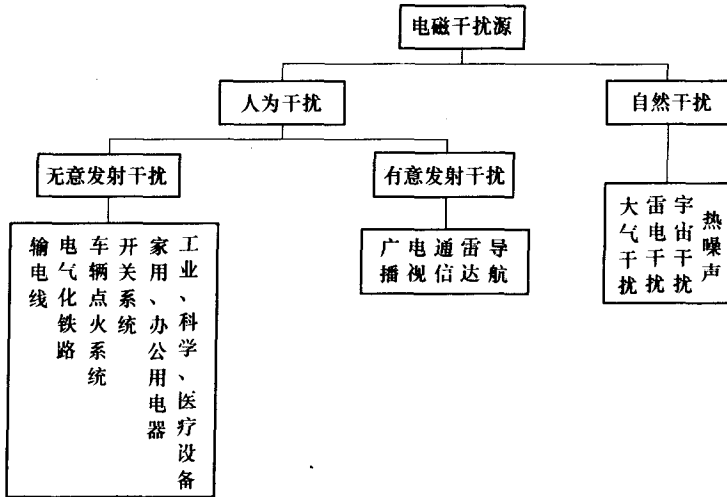 电磁干扰源
人为干扰
自然干扰
无意发射干扰
有意发射干扰
输电线
电气化铁路
车辆点火系统
开关系统
家用、办公用电器
工业、科学、医疗设备
广播
电视
通信
雷达
导航
大气干扰
雷电干扰
宇宙干扰
热噪声